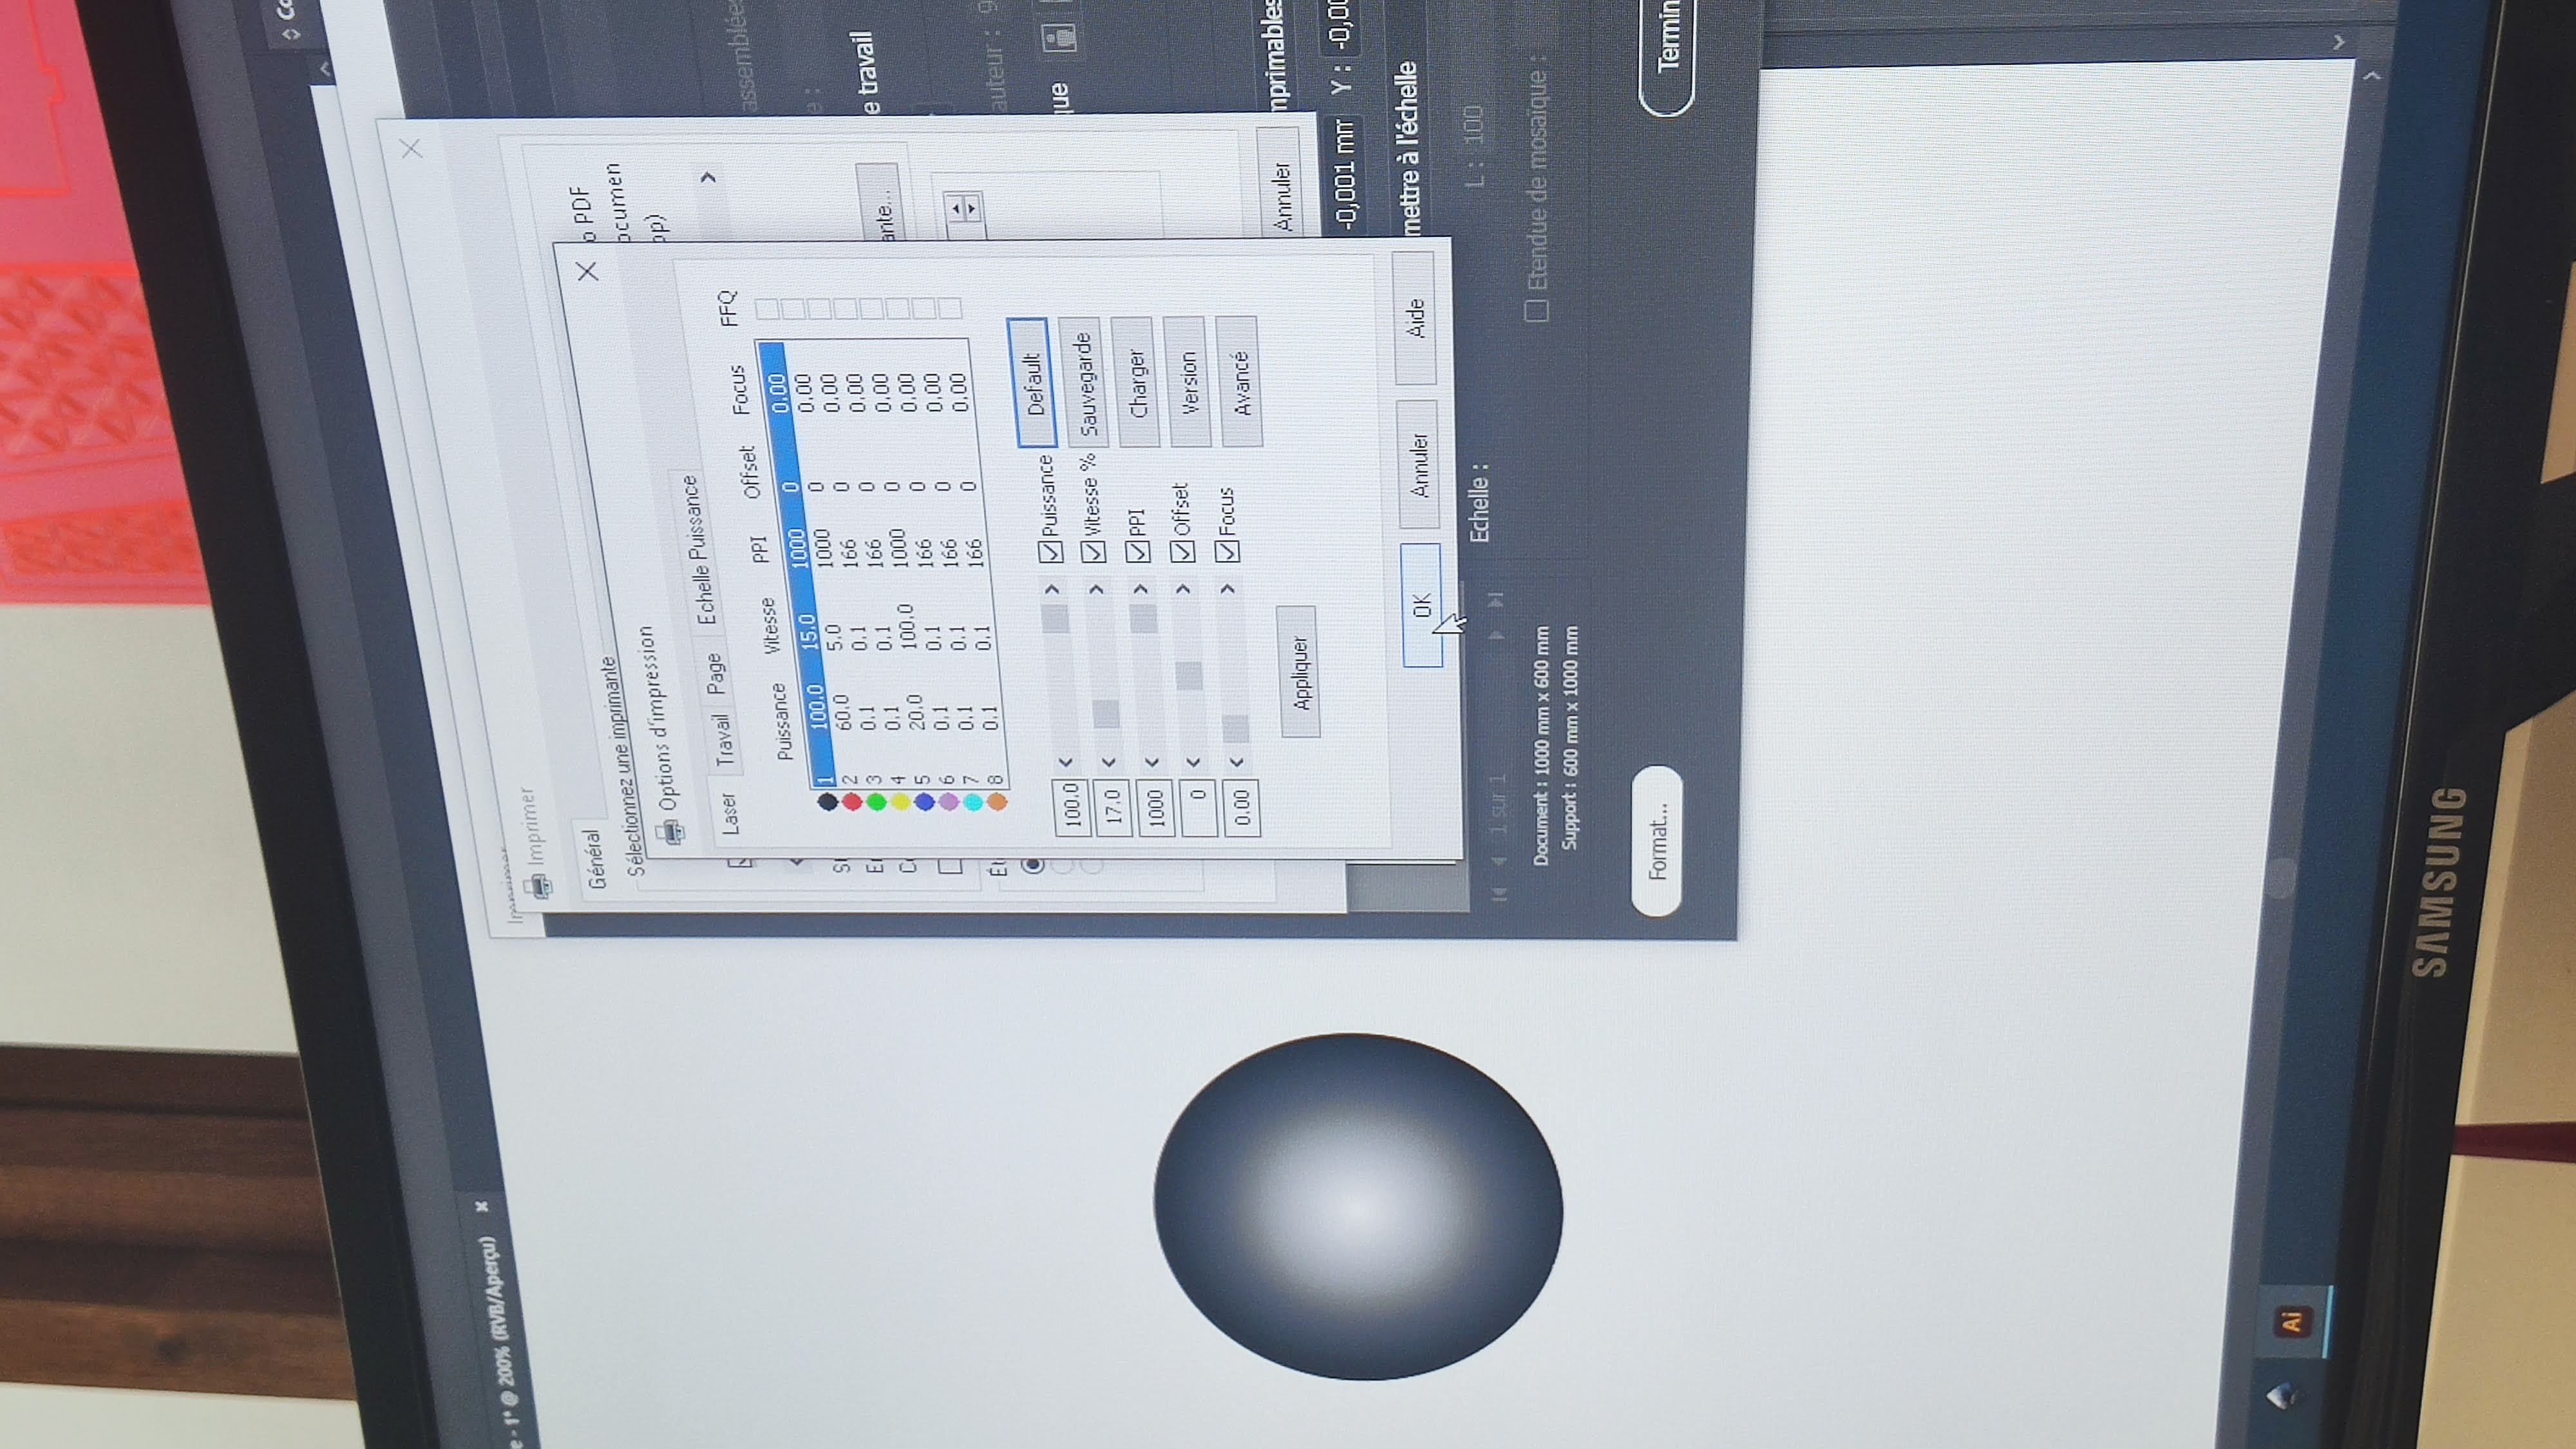 e - 1* @ 200% (RVB/Aperçu) ×
Imprimer
Général
Sélectionnez une imprimante
Options d'impression
Laser Travail Page Echelle Puissance
Puissance Vitesse PPI Offset Focus FFQ
1 100.0 15.0 1000 0 0.00
2 60.0 5.0 1000 0 0.00
3 0.1 0.1 166 0 0.00
4 0.1 0.1 166 0 0.00
5 20.0 100.0 1000 0 0.00
6 0.1 0.1 166 0 0.00
7 0.1 0.1 166 0 0.00
8 0.1 0.1 166 0 0.00
100.0 Puissance Default
17.0 Vitesse % Sauvegarde
1000 PPI Charger
0 Offset Version
0.00 Focus Avancé
Appliquer
OK Annuler Aide
o PDF
ocumen
op)
assemblées
e :
e travail
ante...
auteur : 9
que
Annuler
mprimables
-0,001 mm Y : -0,00
mettre à l'échelle
Echelle : L : 100
1 sur 1
Etendue de mosaïque :
Document : 1000 mm x 600 mm
Support : 600 mm x 1000 mm
Format...
Termin
Ai
SAMSUNG